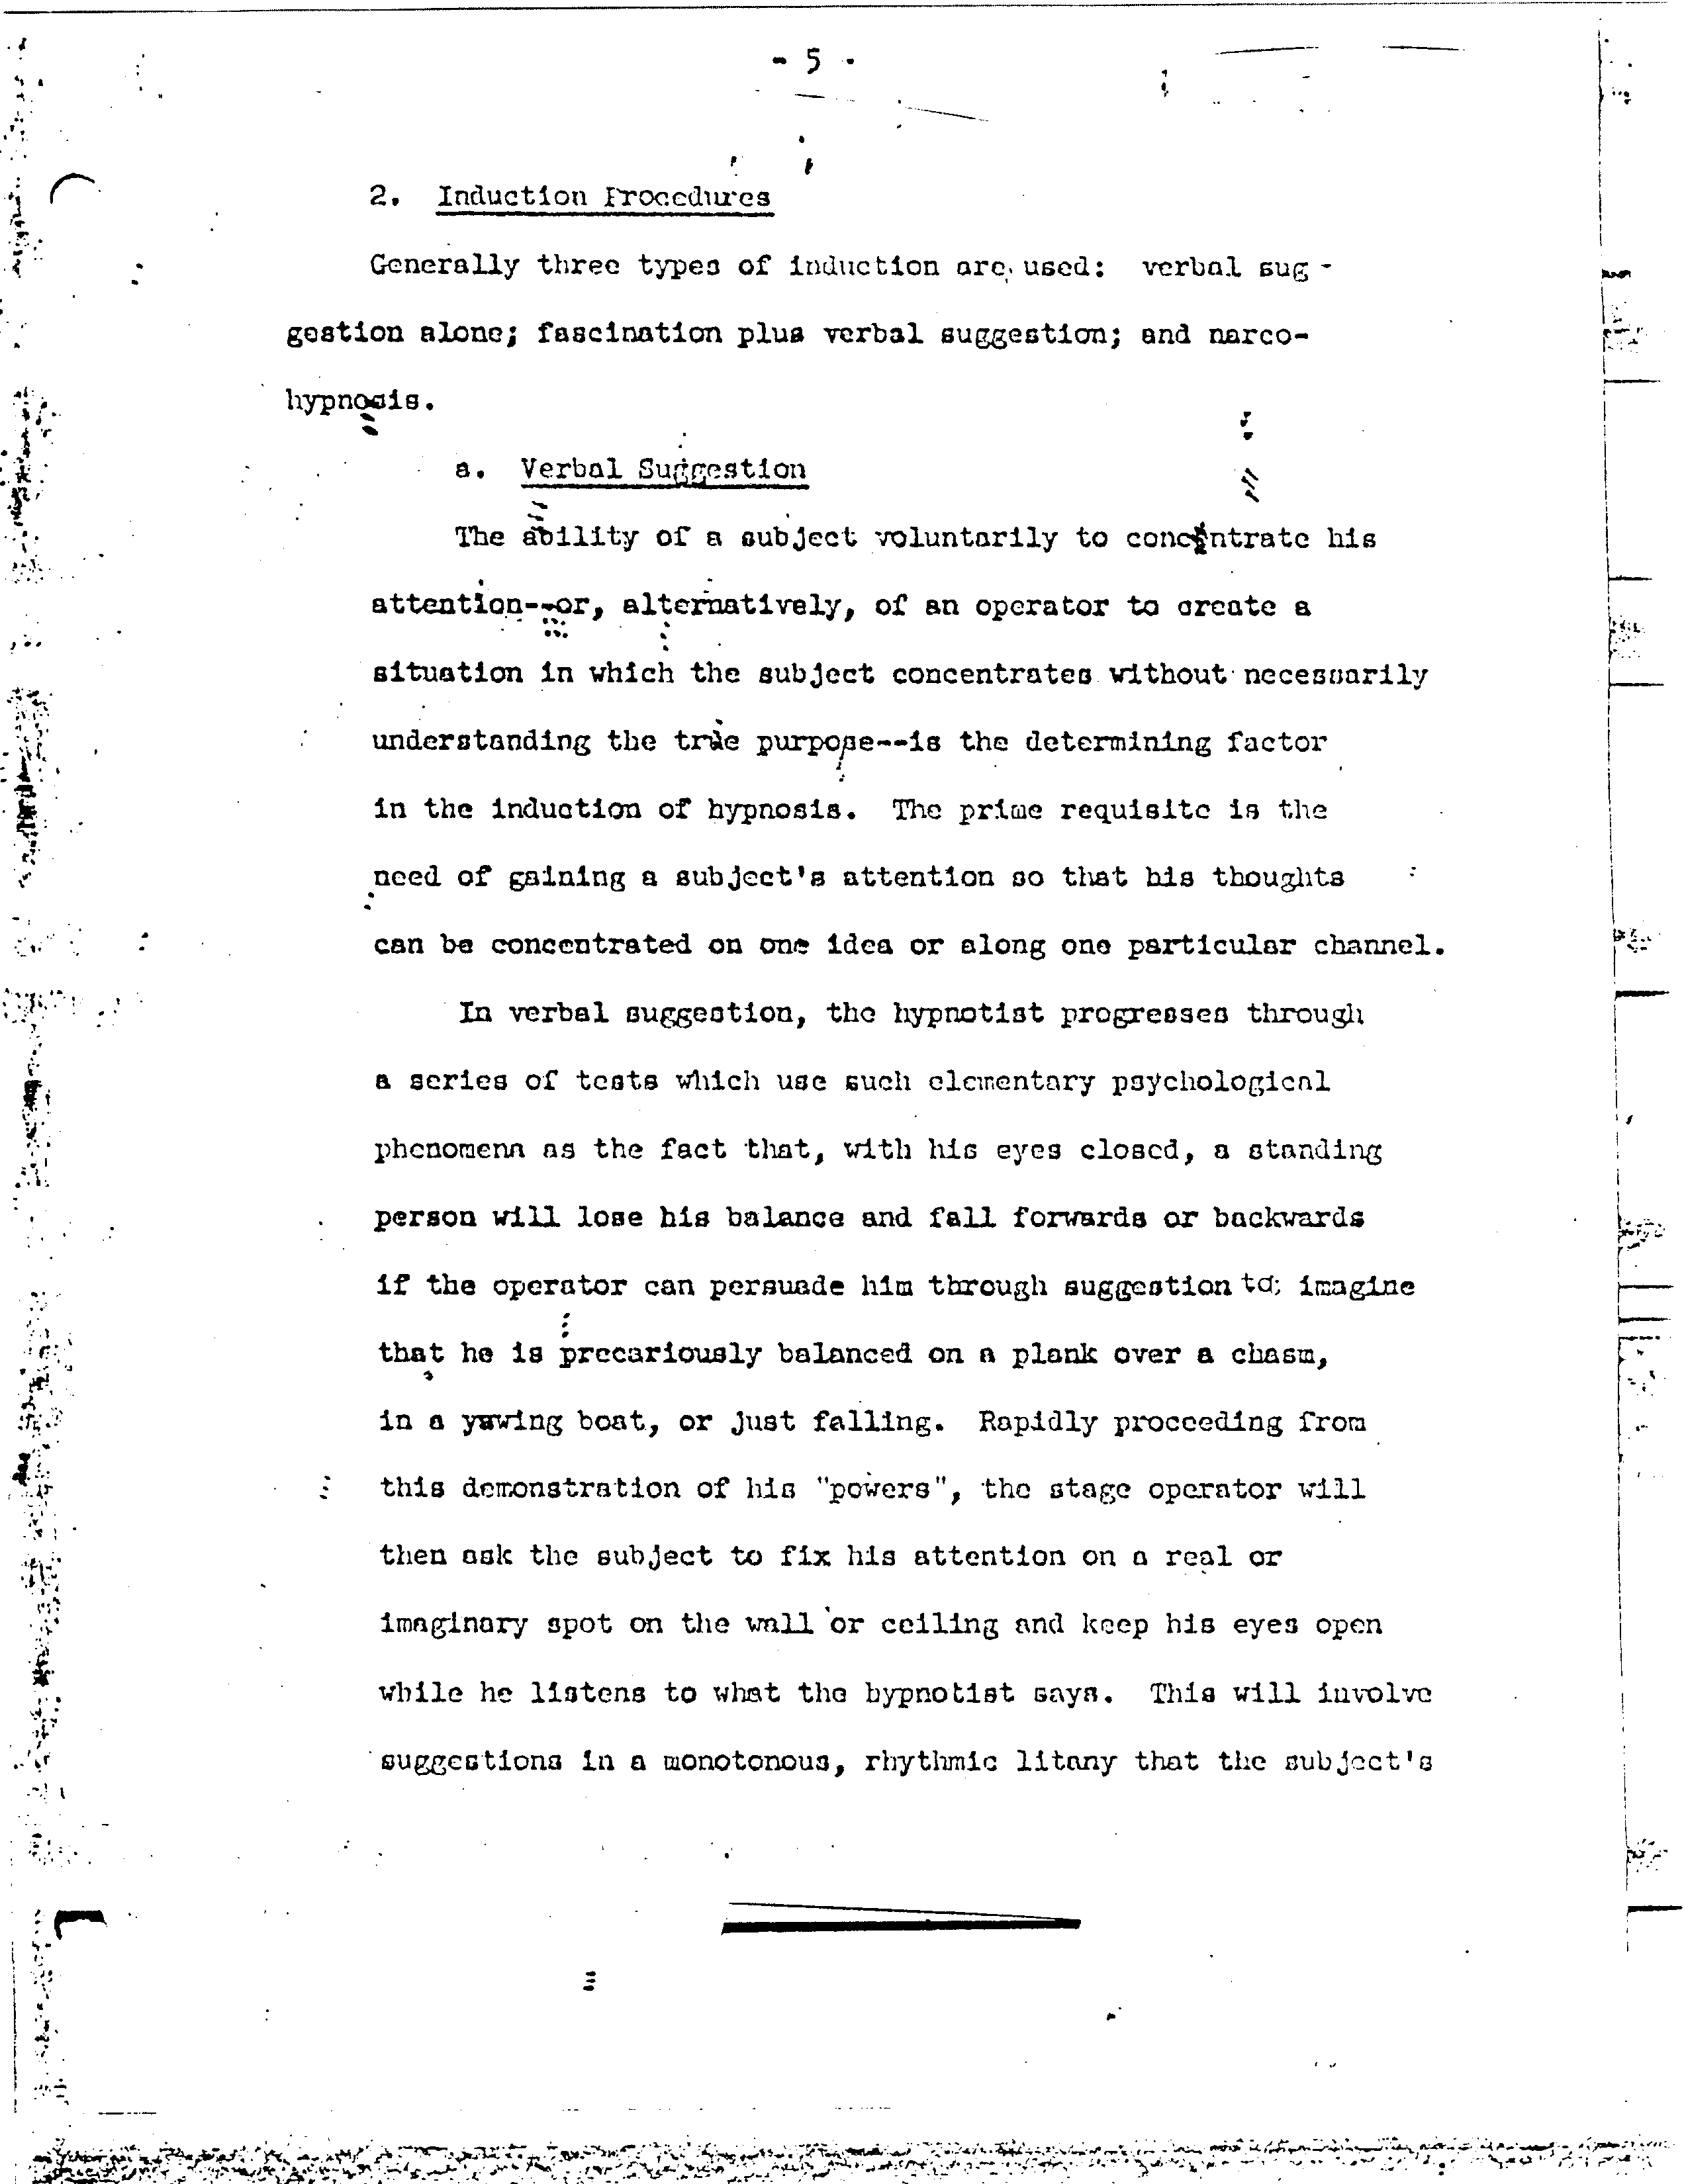 - 5 -
2. Induction Procedures
Generally three types of induction are used: verbal sug-
gestion alone; fascination plus verbal suggestion; and narco-
hypnosis.
a. Verbal Suggestion
The ability of a subject voluntarily to concentrate his
attention--or, alternatively, of an operator to create a
situation in which the subject concentrates without necessarily
understanding the true purpose--is the determining factor
in the induction of hypnosis. The prime requisite is the
need of gaining a subject's attention so that his thoughts
can be concentrated on one idea or along one particular channel.
In verbal suggestion, the hypnotist progresses through
a series of tests which use such elementary psychological
phenomena as the fact that, with his eyes closed, a standing
person will lose his balance and fall forwards or backwards
if the operator can persuade him through suggestion to imagine
that he is precariously balanced on a plank over a chasm,
in a yawing boat, or just falling. Rapidly proceeding from
this demonstration of his "powers", the stage operator will
then ask the subject to fix his attention on a real or
imaginary spot on the wall or ceiling and keep his eyes open
while he listens to what the hypnotist says. This will involve
suggestions in a monotonous, rhythmic litany that the subject's